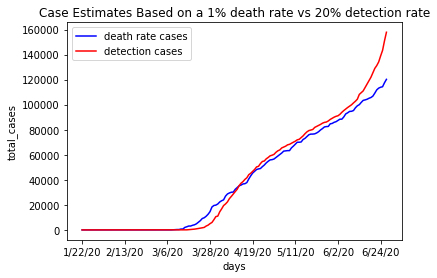 Case Estimates Based on a 1% death rate vs 20% detection rate
death rate cases
detection cases
total_cases
160000
140000
120000
100000
80000
60000
40000
20000
0
1/22/20 2/13/20 3/6/20 3/28/20 4/19/20 5/11/20 6/2/20 6/24/20
days